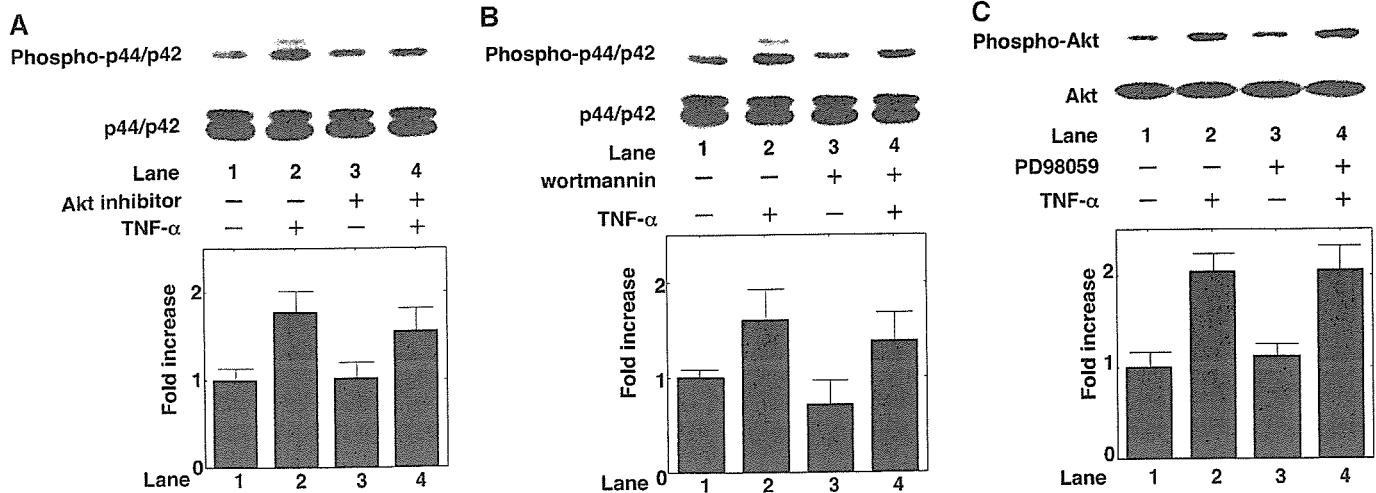 A
Phospho-p44/p42
p44/p42
Lane 1 2 3 4
Akt inhibitor − − + +
TNF-α − + − +
Fold increase
2
1
0
Lane 1 2 3 4
B
Phospho-p44/p42
p44/p42
Lane 1 2 3 4
wortmannin − − + +
TNF-α − + − +
Fold increase
2
1
0
Lane 1 2 3 4
C
Phospho-Akt
Akt
Lane 1 2 3 4
PD98059 − − + +
TNF-α − + − +
Fold increase
2
1
0
Lane 1 2 3 4